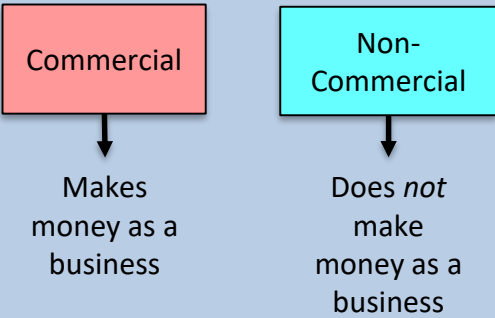 Commercial
Makes
money as a
business
Non-
Commercial
Does not
make
money as a
business